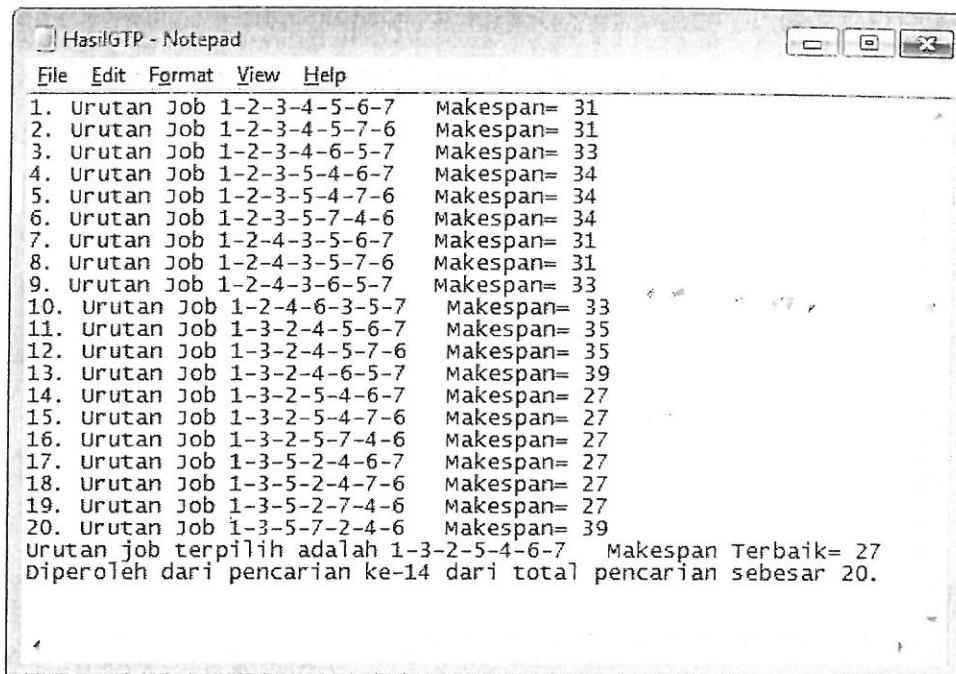 HasilGTP - Notepad
File Edit Format View Help
1. Urutan Job 1-2-3-4-5-6-7 Makespan= 31
2. Urutan Job 1-2-3-4-5-7-6 Makespan= 31
3. Urutan Job 1-2-3-4-6-5-7 Makespan= 33
4. Urutan Job 1-2-3-5-4-6-7 Makespan= 34
5. Urutan Job 1-2-3-5-4-7-6 Makespan= 34
6. Urutan Job 1-2-3-5-7-4-6 Makespan= 34
7. Urutan Job 1-2-4-3-5-6-7 Makespan= 31
8. Urutan Job 1-2-4-3-5-7-6 Makespan= 31
9. Urutan Job 1-2-4-3-6-5-7 Makespan= 33
10. Urutan Job 1-2-4-6-3-5-7 Makespan= 33
11. Urutan Job 1-3-2-4-5-6-7 Makespan= 35
12. Urutan Job 1-3-2-4-5-7-6 Makespan= 35
13. Urutan Job 1-3-2-4-6-5-7 Makespan= 39
14. Urutan Job 1-3-2-5-4-6-7 Makespan= 27
15. Urutan Job 1-3-2-5-4-7-6 Makespan= 27
16. Urutan Job 1-3-2-5-7-4-6 Makespan= 27
17. Urutan Job 1-3-5-2-4-6-7 Makespan= 27
18. Urutan Job 1-3-5-2-4-7-6 Makespan= 27
19. Urutan Job 1-3-5-2-7-4-6 Makespan= 27
20. Urutan Job 1-3-5-7-2-4-6 Makespan= 39
Urutan job terpilih adalah 1-3-2-5-4-6-7 Makespan Terbaik= 27
Diperoleh dari pencarian ke-14 dari total pencarian sebesar 20.